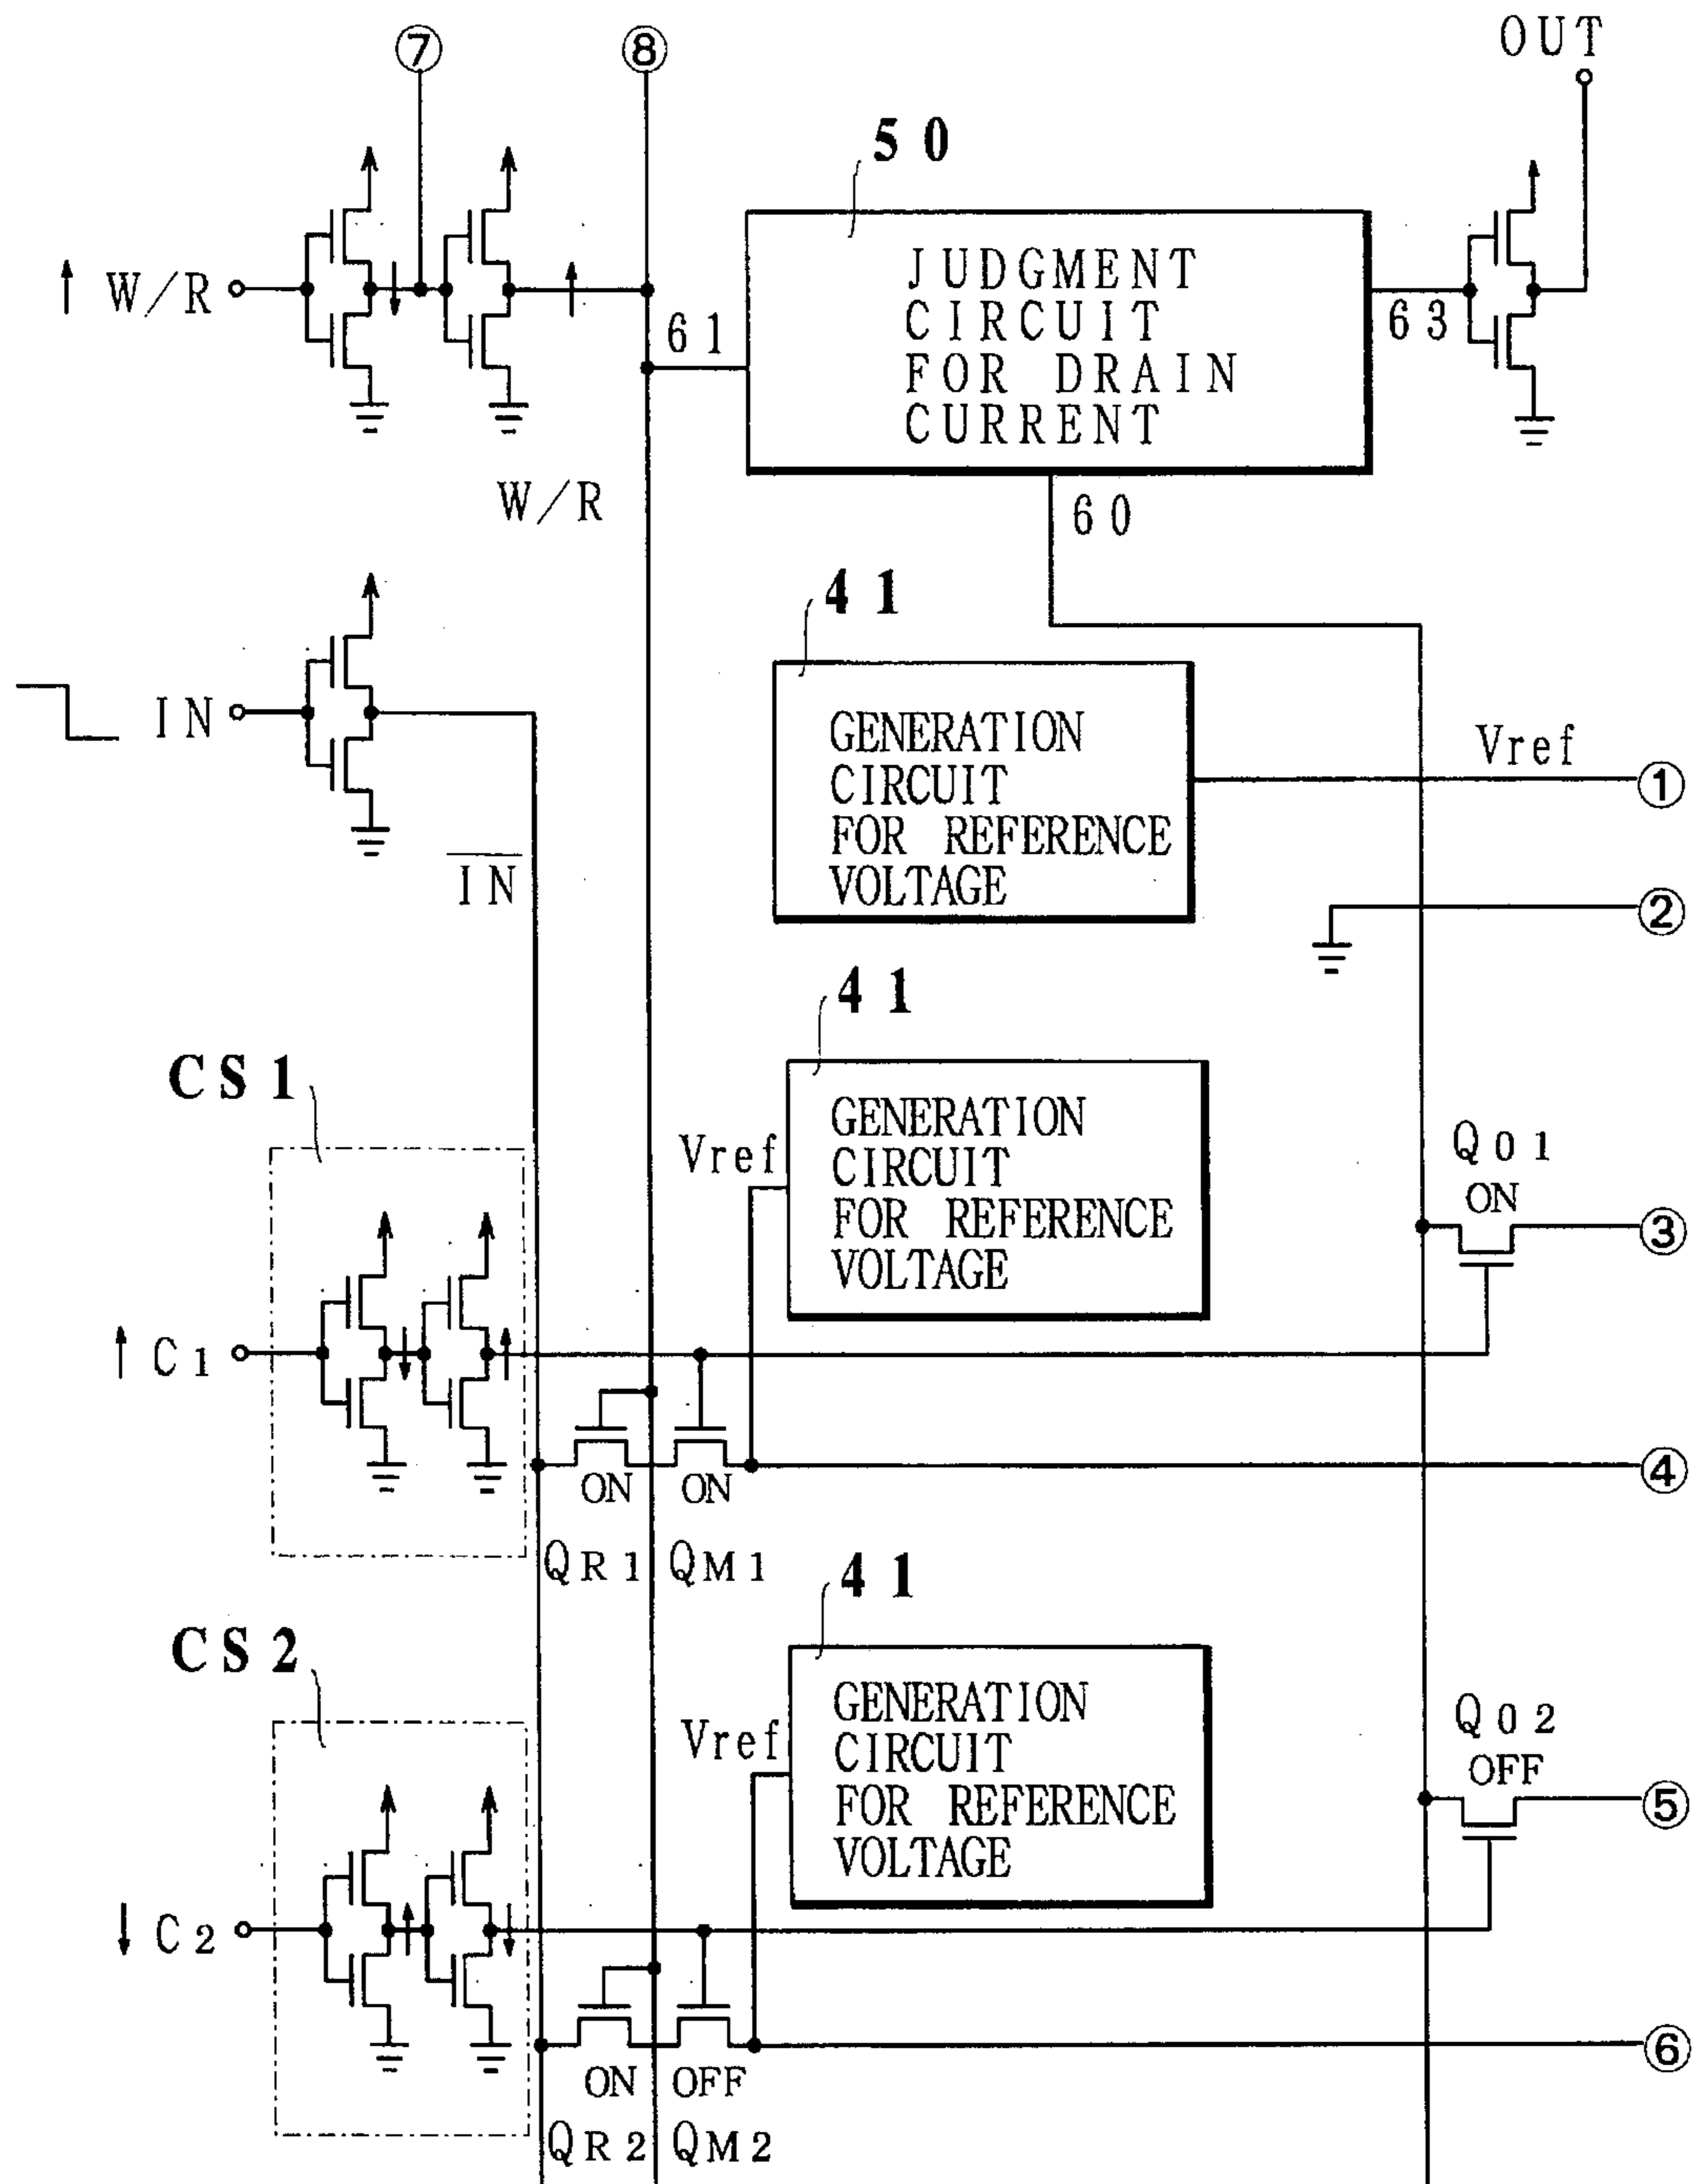 ⑦
⑧
OUT
50
↑ W/R
61
JUDGMENT
CIRCUIT
FOR DRAIN
CURRENT
63
W/R
60
41
IN
GENERATION
CIRCUIT
FOR REFERENCE
VOLTAGE
Vref
①
I̅N̅
②
41
CS1
GENERATION
CIRCUIT
FOR REFERENCE
VOLTAGE
Vref
Q01
ON
③
↑ C1
ON
ON
④
QR1
QM1
41
CS2
GENERATION
CIRCUIT
FOR REFERENCE
VOLTAGE
Vref
Q02
OFF
⑤
↓ C2
ON
OFF
⑥
QR2
QM2